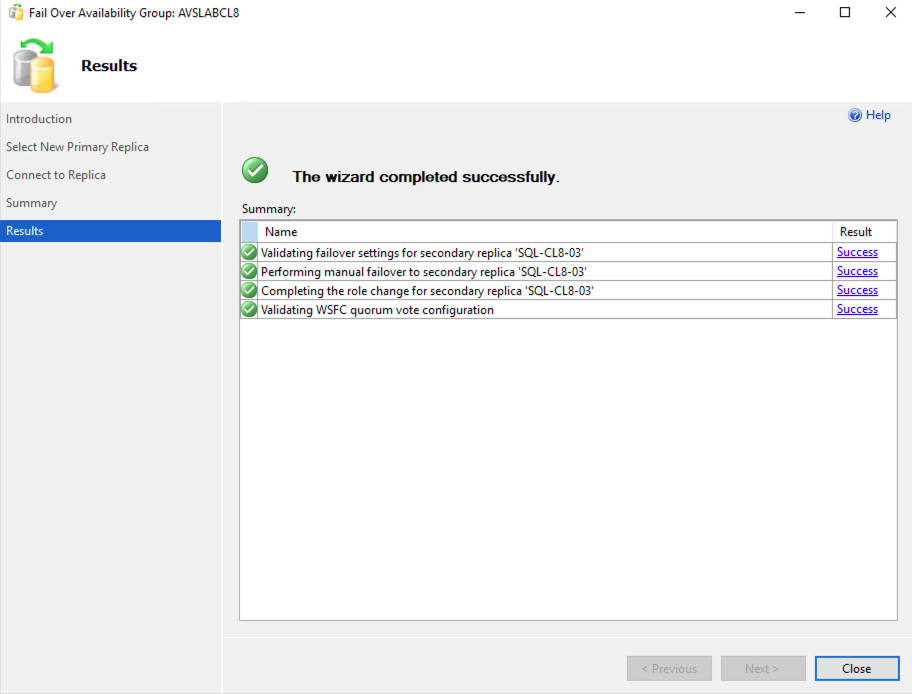 Fail Over Availability Group: AVSLABCL8
Results
Introduction
Select New Primary Replica
Connect to Replica
Summary
Results
Help
The wizard completed successfully.
Summary:
Name Result
Validating failover settings for secondary replica 'SQL-CL8-03' Success
Performing manual failover to secondary replica 'SQL-CL8-03' Success
Completing the role change for secondary replica 'SQL-CL8-03' Success
Validating WSFC quorum vote configuration Success
< Previous Next > Close